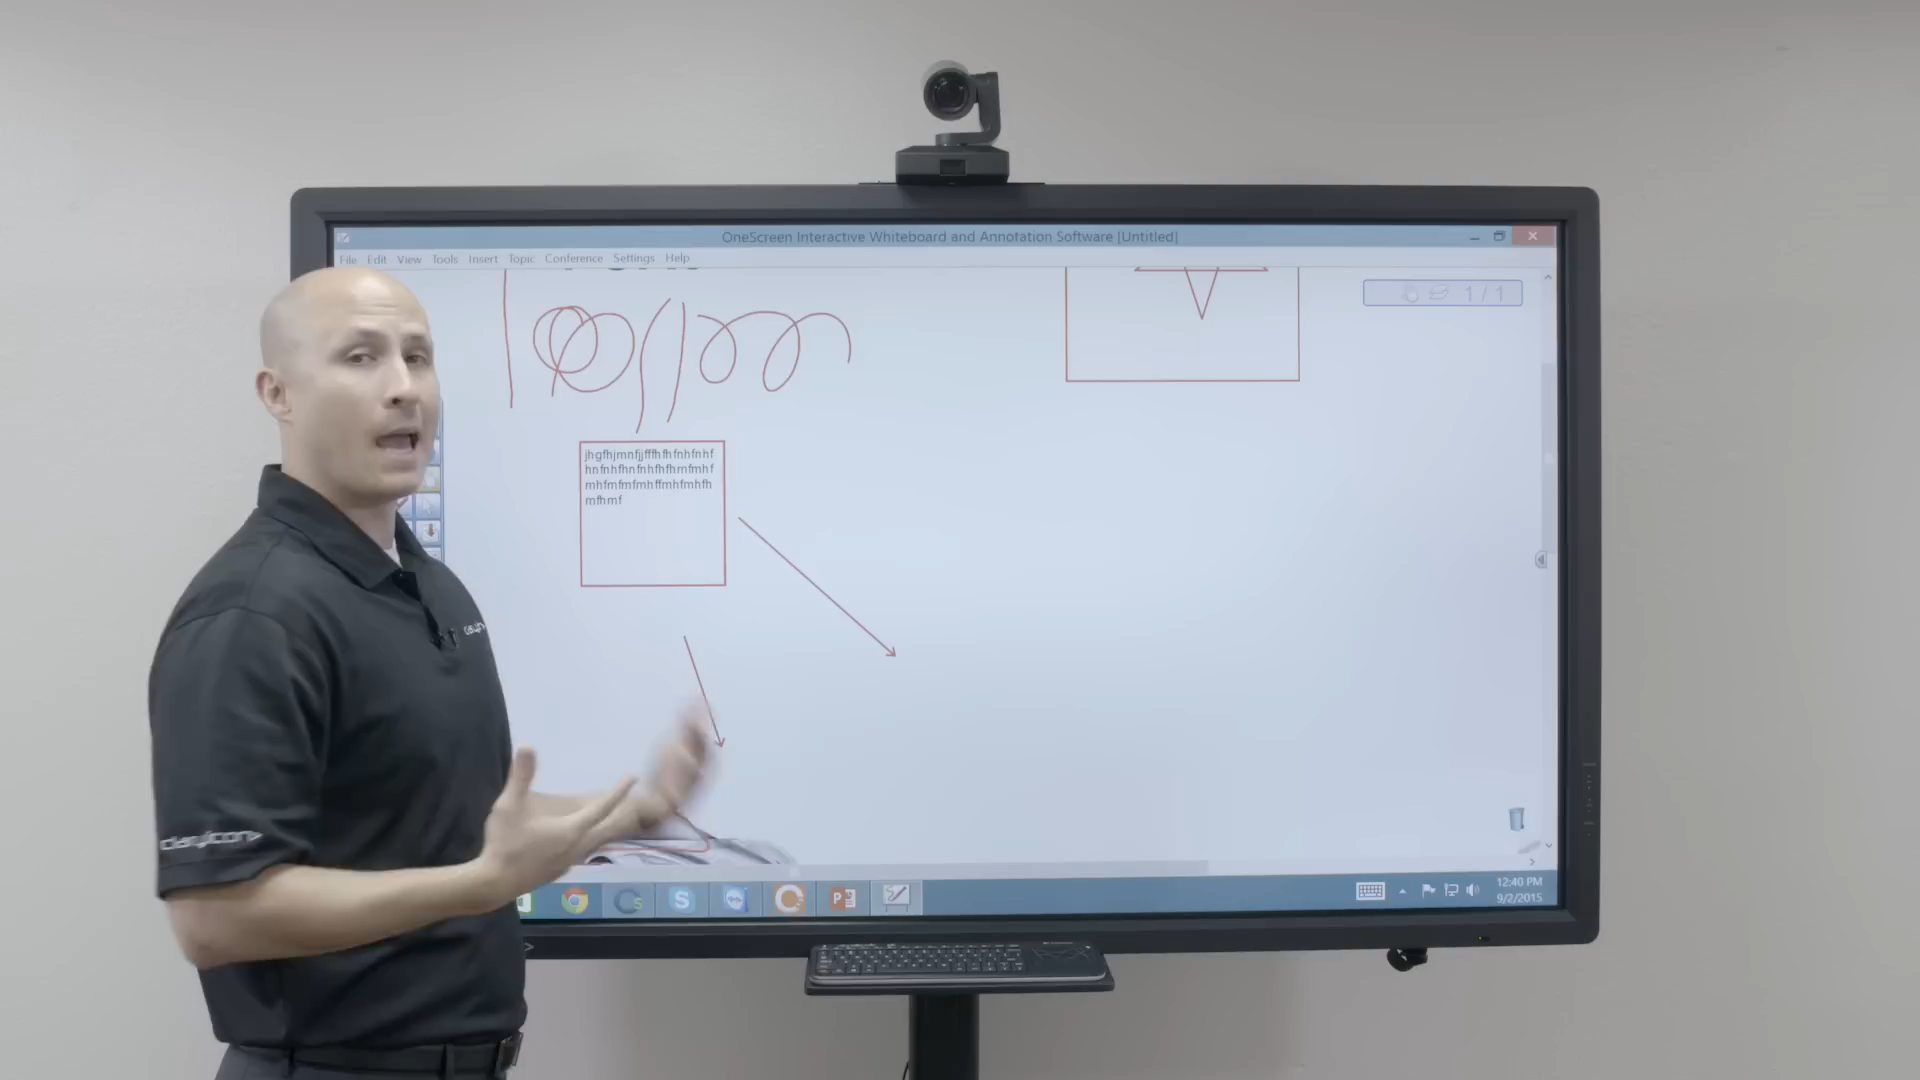 OneScreen Interactive Whiteboard and Annotation Software [Untitled]
File Edit View Tools Insert Topic Conference Settings Help
1 / 1
jhgfhjmnfjjfffhfhfnhfnhf
hnfnhfhnfnhfhfhmfmhf
mhfmfmfmhffmhfmhfh
mfhmf
claryicon
12:40 PM
9/2/2015